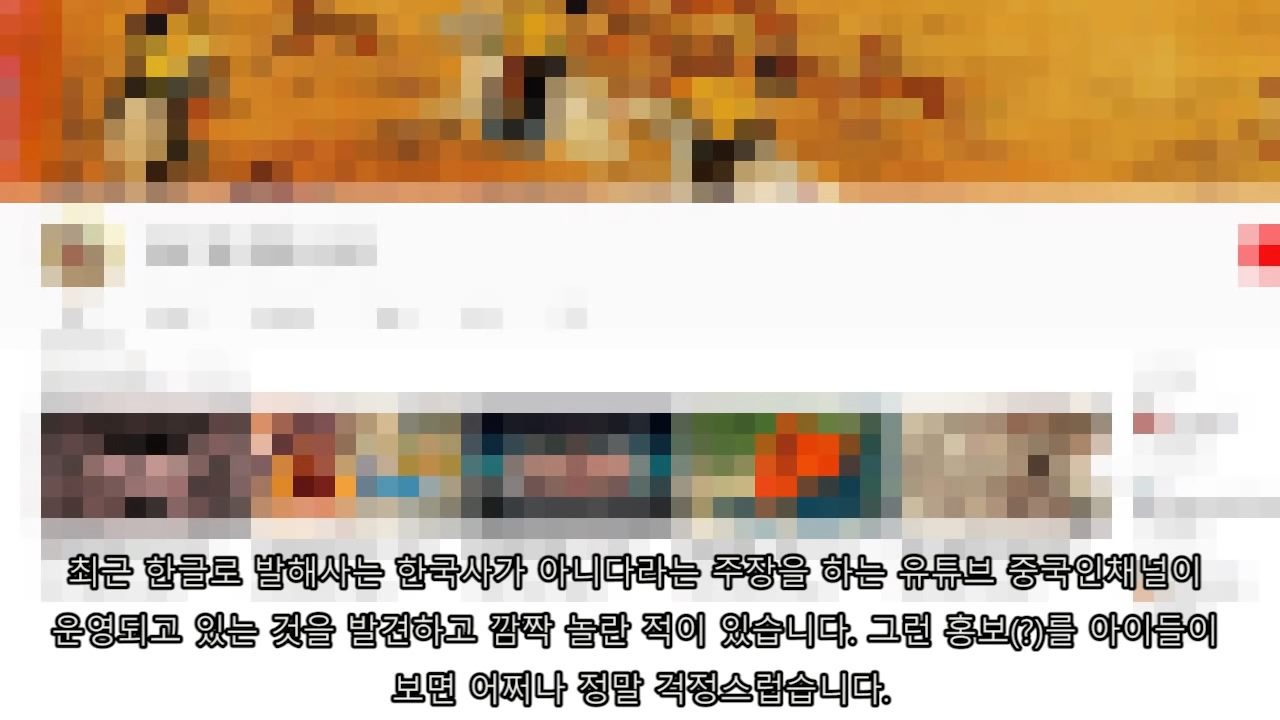 최근 한글로 발해사는 한국사가 아니다라는 주장을 하는 유튜브 중국인채널이
운영되고 있는 것을 발견하고 깜짝 놀란 적이 있습니다. 그런 홍보(?)를 아이들이
보면 어쩌나 정말 걱정스럽습니다.